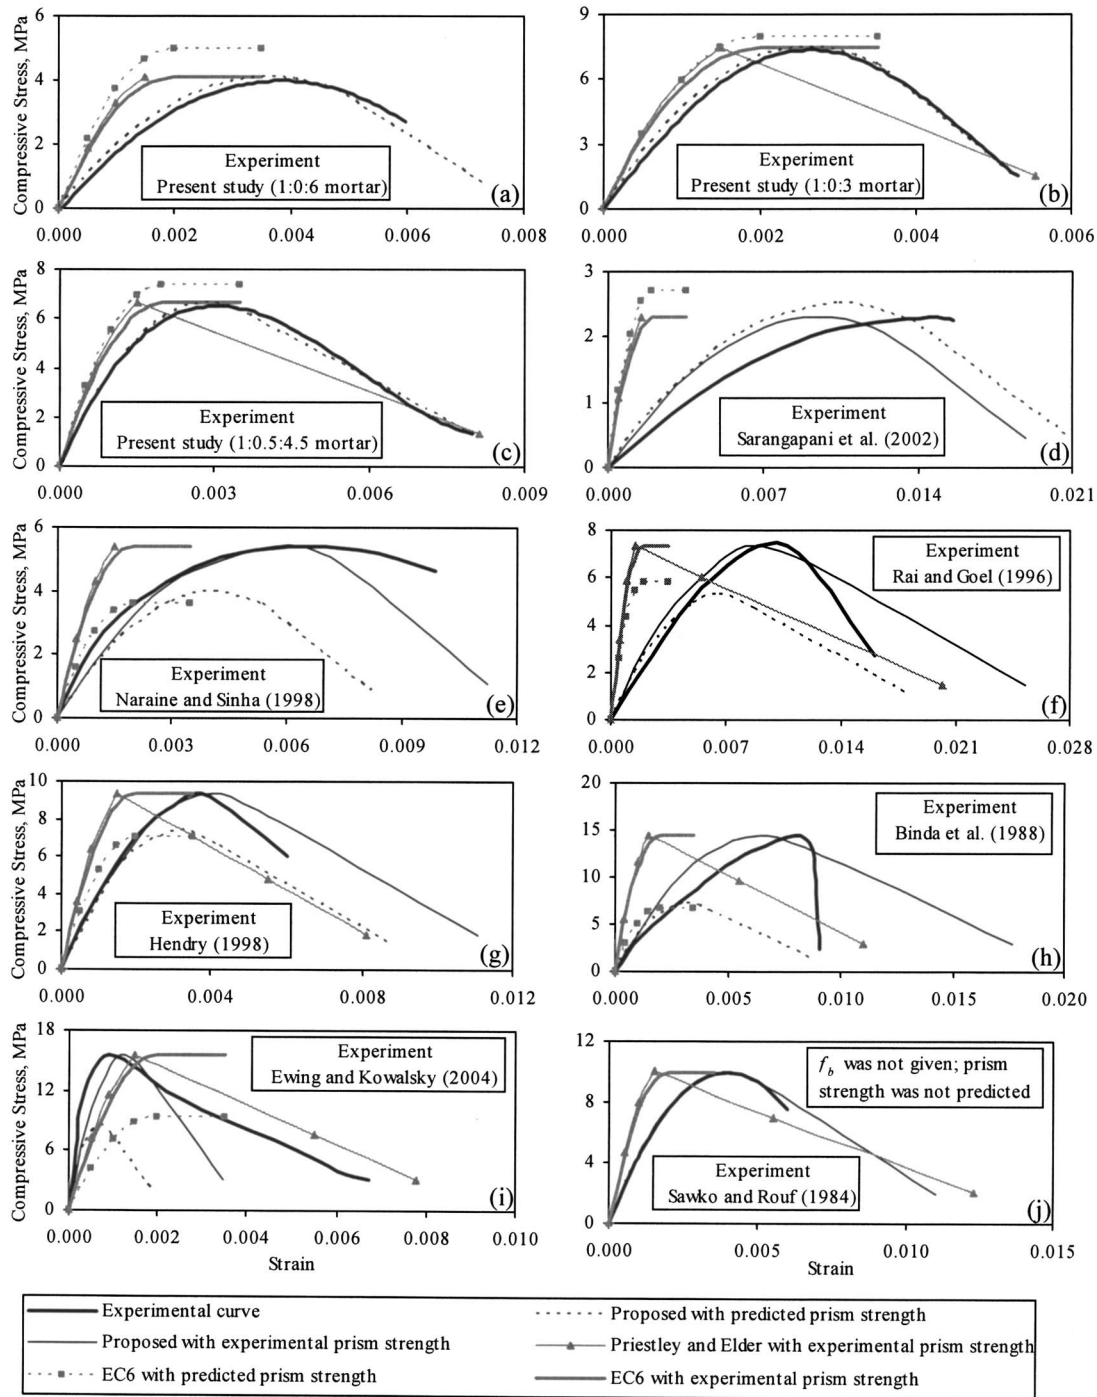 Compressive Stress, MPa
6
4
2
0
0.000 0.002 0.004 0.006 0.008
Experiment
Present study (1:0:6 mortar)
(a)
9
6
3
0
0.000 0.002 0.004 0.006
Experiment
Present study (1:0:3 mortar)
(b)
Compressive Stress, MPa
8
6
4
2
0
0.000 0.003 0.006 0.009
Experiment
Present study (1:0.5:4.5 mortar)
(c)
3
2
1
0
0.000 0.007 0.014 0.021
Experiment
Sarangapani et al. (2002)
(d)
Compressive Stress, MPa
6
4
2
0
0.000 0.003 0.006 0.009 0.012
Experiment
Naraine and Sinha (1998)
(e)
8
6
4
2
0
0.000 0.007 0.014 0.021 0.028
Experiment
Rai and Goel (1996)
(f)
Compressive Stress, MPa
10
8
6
4
2
0
0.000 0.004 0.008 0.012
Experiment
Hendry (1998)
(g)
20
15
10
5
0
0.000 0.005 0.010 0.015 0.020
Experiment
Binda et al. (1988)
(h)
Compressive Stress, MPa
18
12
6
0
0.000 0.002 0.004 0.006 0.008 0.010
Strain
Experiment
Ewing and Kowalsky (2004)
(i)
12
8
4
0
0.000 0.005 0.010 0.015
Strain
f_b was not given; prism
strength was not predicted
Experiment
Sawko and Rouf (1984)
(j)
Experimental curve
Proposed with predicted prism strength
Proposed with experimental prism strength
Priestley and Elder with experimental prism strength
EC6 with predicted prism strength
EC6 with experimental prism strength